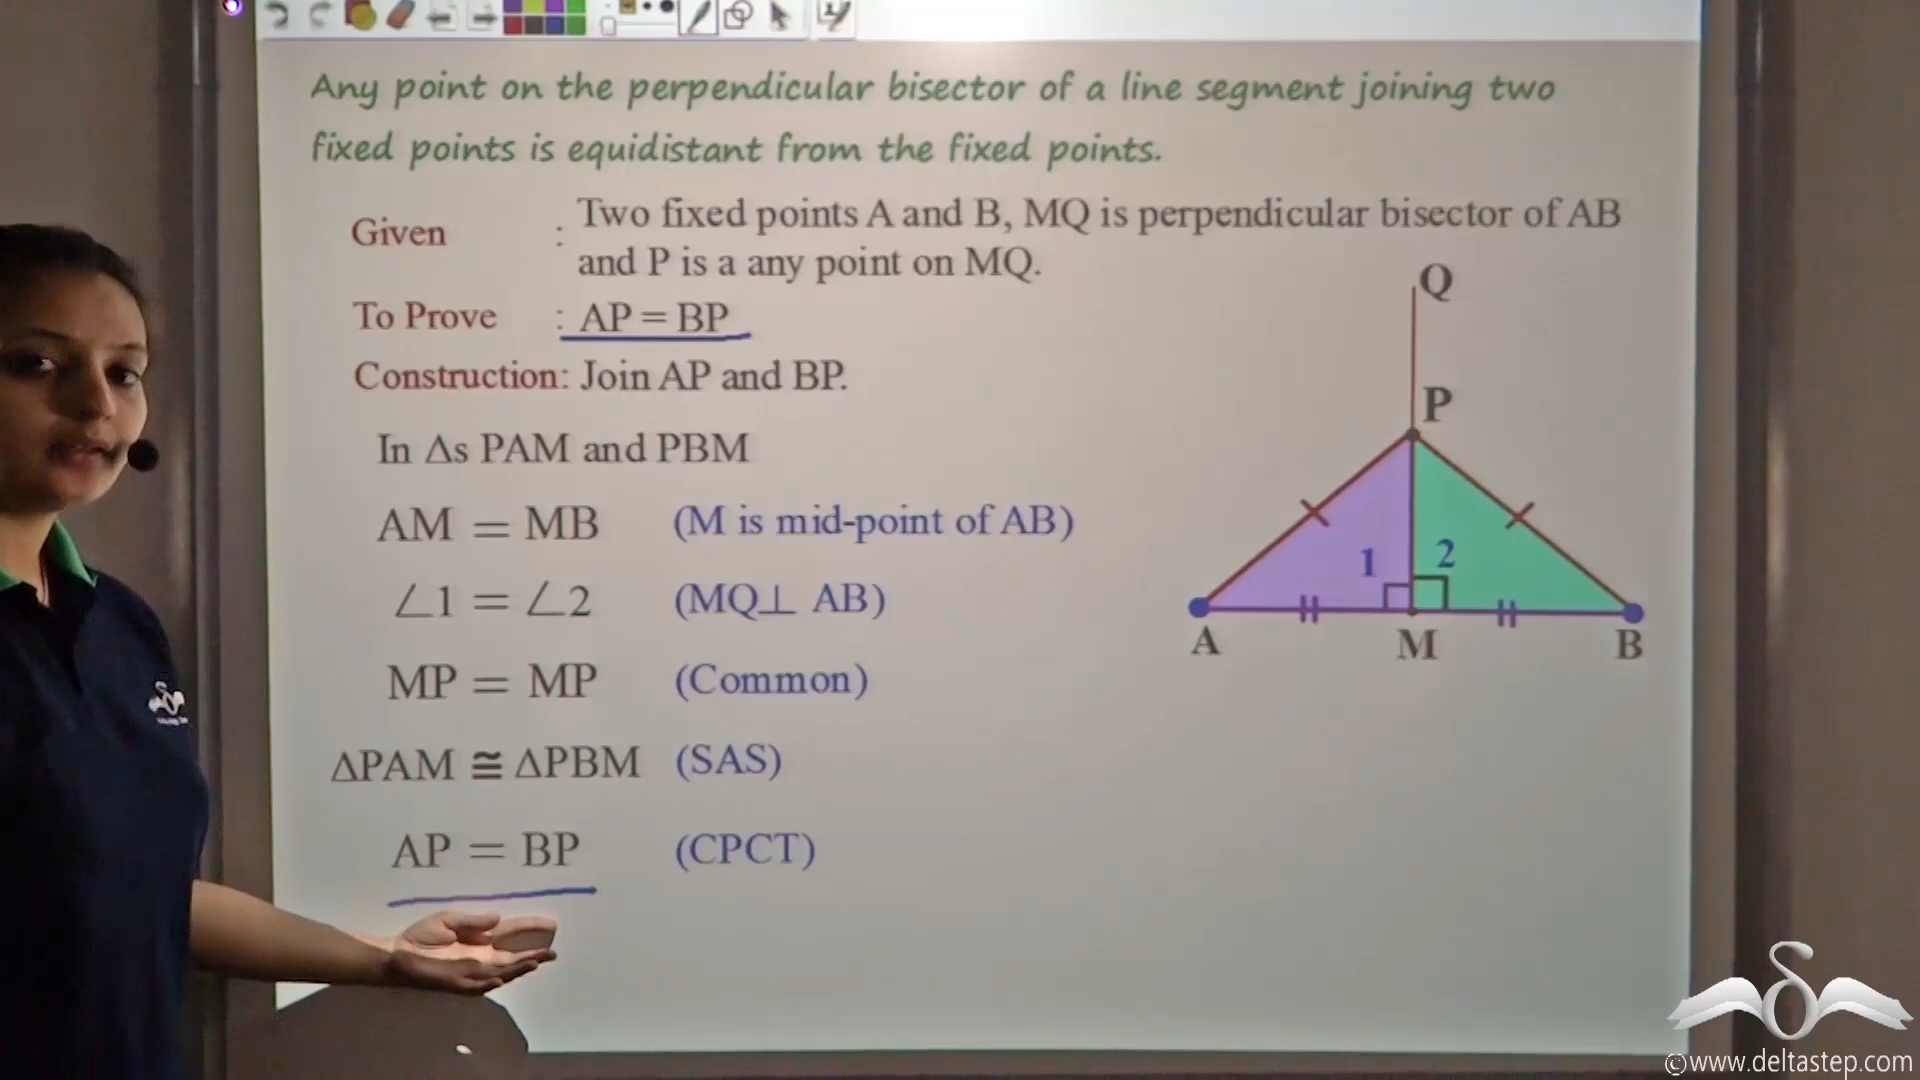 Any point on the perpendicular bisector of a line segment joining two
fixed points is equidistant from the fixed points.
Given : Two fixed points A and B, MQ is perpendicular bisector of AB
and P is a any point on MQ.
To Prove : AP = BP
Construction: Join AP and BP.
In Δs PAM and PBM
AM = MB (M is mid-point of AB)
∠1 = ∠2 (MQ⊥ AB)
MP = MP (Common)
ΔPAM ≅ ΔPBM (SAS)
AP = BP (CPCT)
Q
P
1 2
A M B
©www.deltastep.com